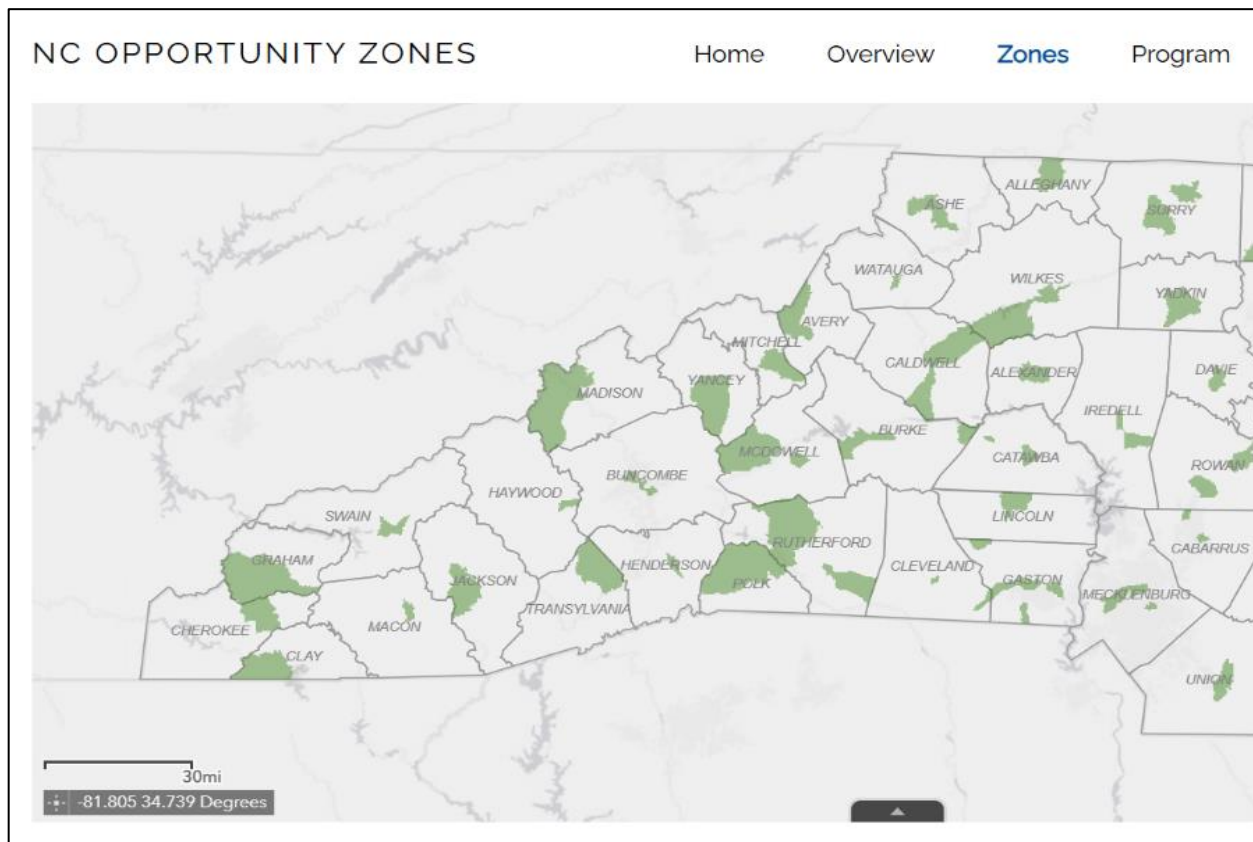 NC OPPORTUNITY ZONES
Home Overview Zones Program
ALLEGHANY
ASHE
SURRY
WATAUGA
WILKES
YADKIN
AVERY
MITCHELL
CALDWELL
ALEXANDER
DAVIE
YANCEY
MADISON
IREDELL
BURKE
MCDOWELL
CATAWBA
ROWAN
BUNCOMBE
HAYWOOD
SWAIN
LINCOLN
RUTHERFORD
CABARRUS
GRAHAM
HENDERSON
CLEVELAND
JACKSON
POLK
GASTON
MECKLENBURG
TRANSYLVANIA
CHEROKEE
MACON
CLAY
UNION
30mi
-81.805 34.739 Degrees